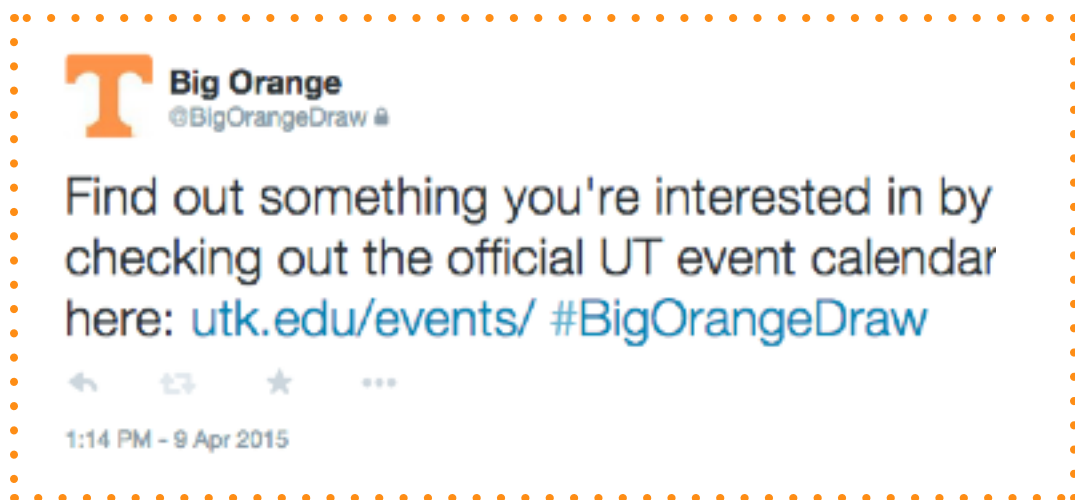 T
Big Orange
@BigOrangeDraw
Find out something you're interested in by
checking out the official UT event calendar
here: utk.edu/events/ #BigOrangeDraw
1:14 PM - 9 Apr 2015